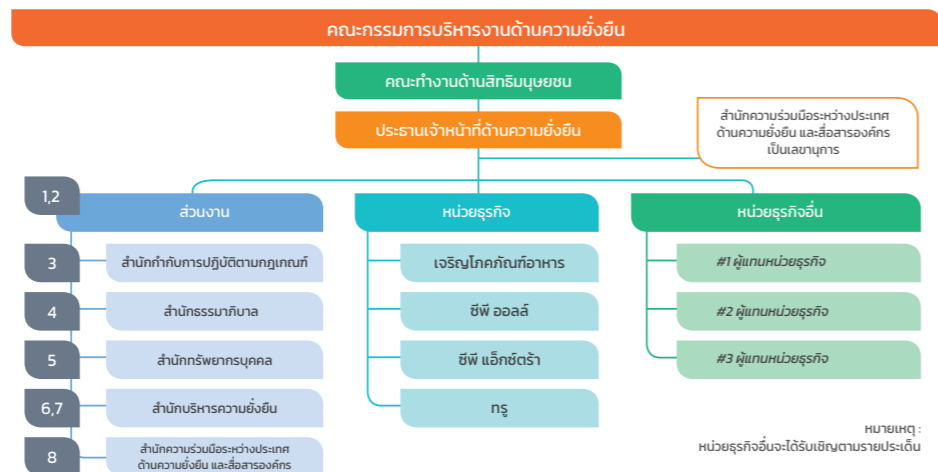 คณะกรรมการบริหารงานด้านความยั่งยืน
คณะทำงานด้านสิทธิมนุษยชน
ประธานเจ้าหน้าที่ด้านความยั่งยืน
สำนักความร่วมมือระหว่างประเทศ
ด้านความยั่งยืน และสื่อสารองค์กร
เป็นเลขานุการ
1,2
ส่วนงาน
3
สำนักกำกับการปฏิบัติตามกฎเกณฑ์
4
สำนักธรรมาภิบาล
5
สำนักทรัพยากรบุคคล
6,7
สำนักบริหารความยั่งยืน
8
สำนักความร่วมมือระหว่างประเทศ
ด้านความยั่งยืน และสื่อสารองค์กร
หน่วยธุรกิจ
เจริญโภคภัณฑ์อาหาร
ซีพี ออลล์
ซีพี แอ็กซ์ตร้า
ทรู
หน่วยธุรกิจอื่น
#1 ผู้แทนหน่วยธุรกิจ
#2 ผู้แทนหน่วยธุรกิจ
#3 ผู้แทนหน่วยธุรกิจ
หมายเหตุ :
หน่วยธุรกิจอื่นจะได้รับเชิญตามรายประเด็น